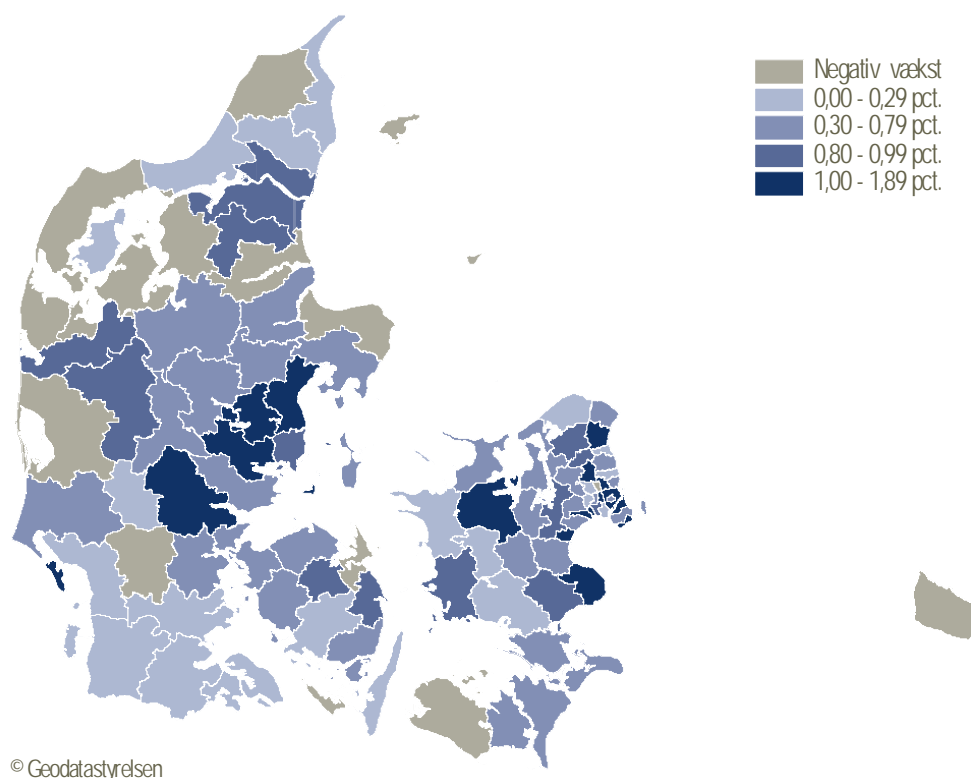 Negativ vækst
0,00 - 0,29 pct.
0,30 - 0,79 pct.
0,80 - 0,99 pct.
1,00 - 1,89 pct.
© Geodatastyrelsen